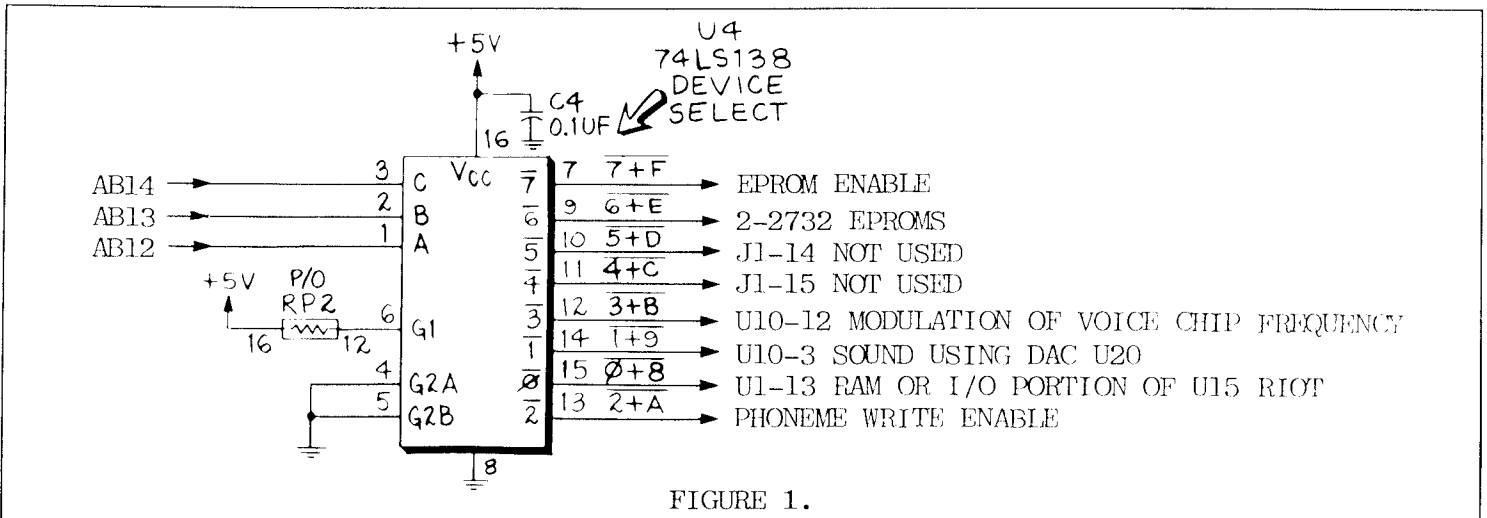 U4
74LS138
DEVICE
SELECT
+5V
C4
0.1UF
16
VCC
AB14 3 C
AB13 2 B
AB12 1 A
+5V
P/O
RP2
16 12 6 G1
4 G2A
5 G2B
8
7 7 7+F EPROM ENABLE
6 9 6+E 2-2732 EPROMS
5 10 5+D J1-14 NOT USED
4 11 4+C J1-15 NOT USED
3 12 3+B U10-12 MODULATION OF VOICE CHIP FREQUENCY
1 14 1+9 U10-3 SOUND USING DAC U20
Ø 15 Ø+8 U1-13 RAM OR I/O PORTION OF U15 RIOT
2 13 2+A PHONEME WRITE ENABLE
FIGURE 1.